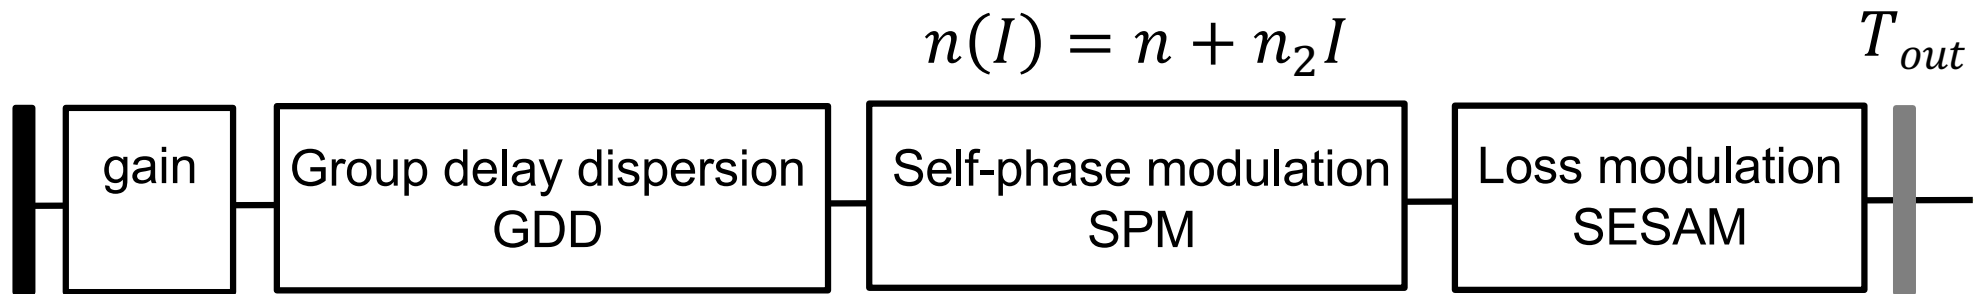 n(I) = n + n₂I
T_out
gain
Group delay dispersion
GDD
Self-phase modulation
SPM
Loss modulation
SESAM